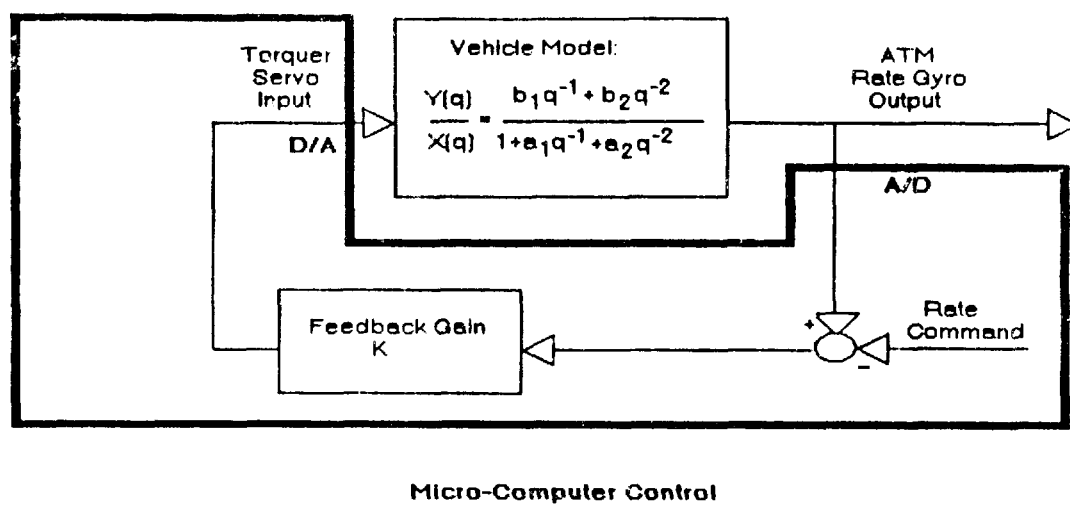 Torquer
Servo
Input
D/A
Vehicle Model:
Y(q)/X(q) = (b₁q⁻¹ + b₂q⁻²)/(1+a₁q⁻¹+a₂q⁻²)
ATM
Rate Gyro
Output
A/D
Feedback Gain
K
+
−
Rate
Command
Micro-Computer Control